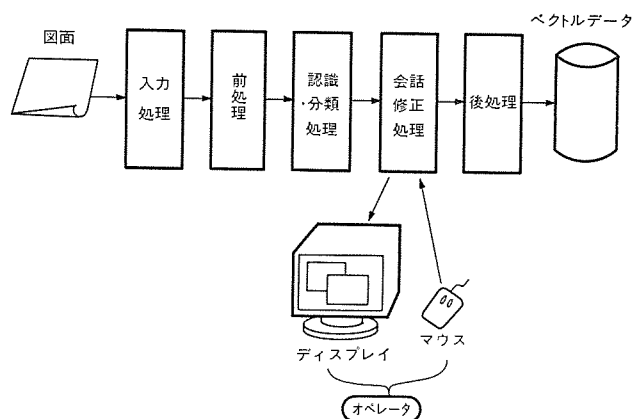 図面
ベクトルデータ
入力
処理
前
処
理
認識
・分類
処理
会話
修正
処理
後処理
ディスプレイ
マウス
オペレータ